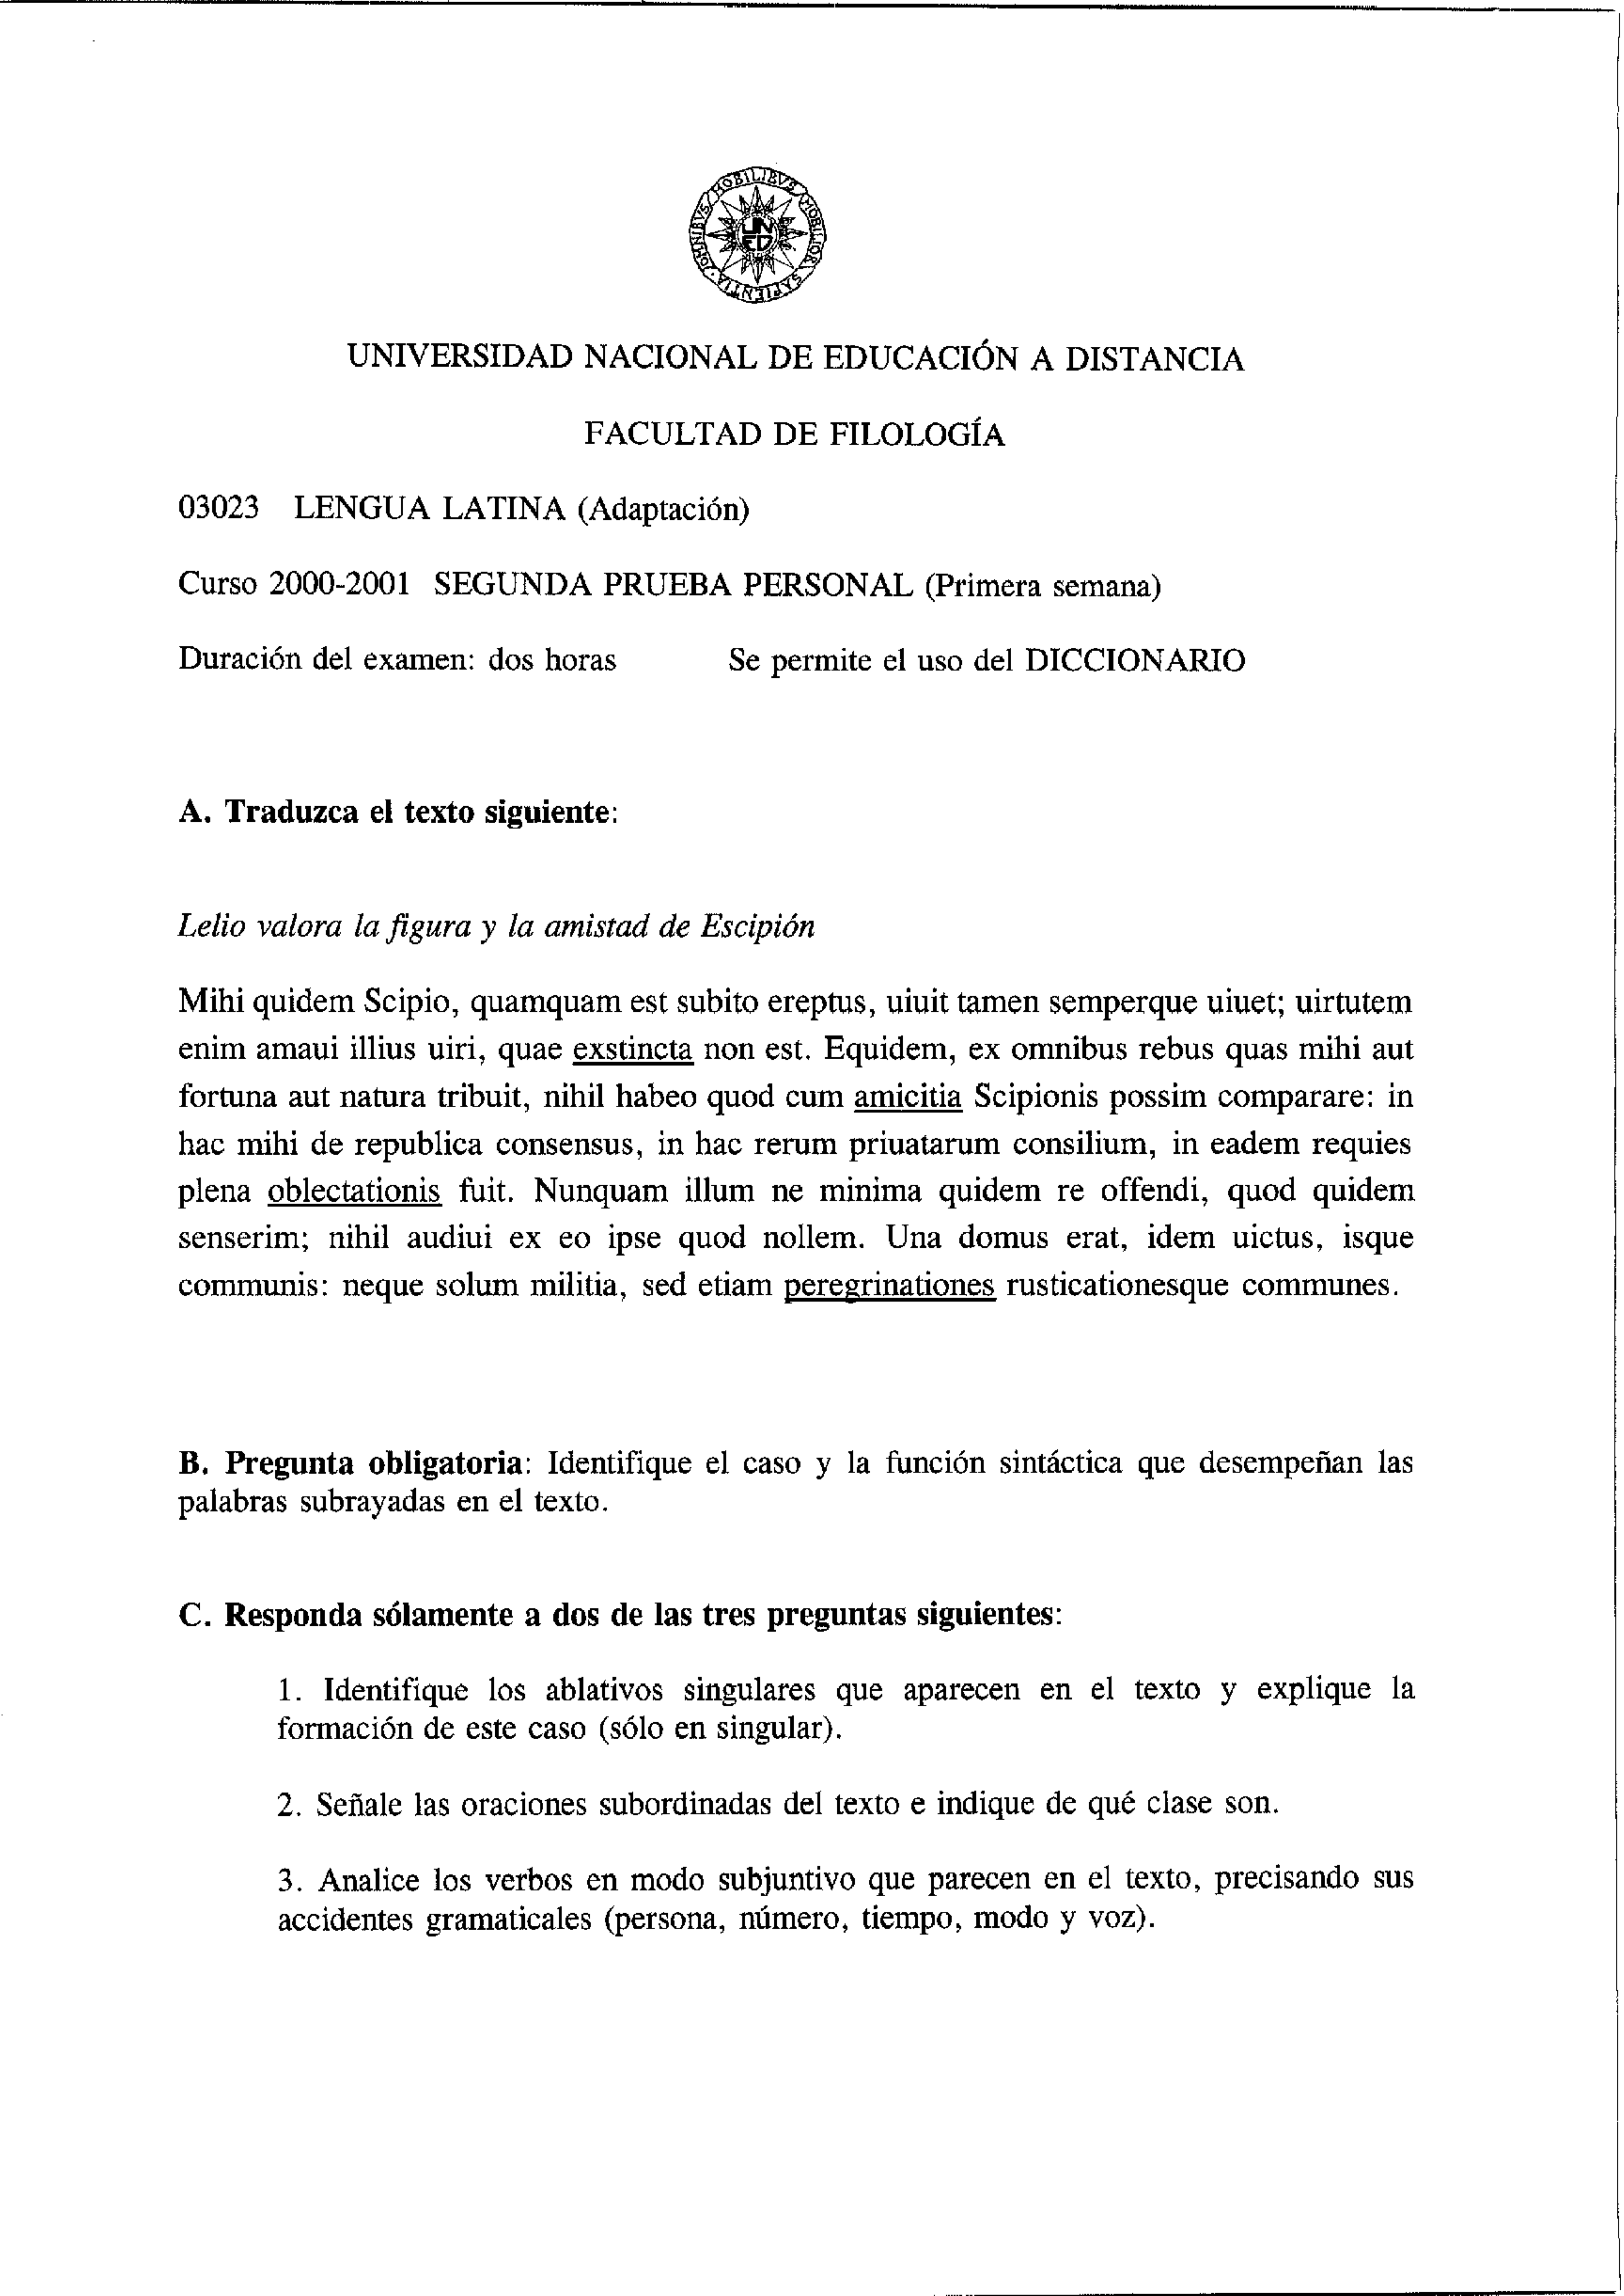 OMNIBVS MOBILIBVS MOBILIOR SAPIENTIA
UN
ED
UNIVERSIDAD NACIONAL DE EDUCACIÓN A DISTANCIA
FACULTAD DE FILOLOGÍA
03023 LENGUA LATINA (Adaptación)
Curso 2000-2001 SEGUNDA PRUEBA PERSONAL (Primera semana)
Duración del examen: dos horas Se permite el uso del DICCIONARIO
A. Traduzca el texto siguiente:
Lelio valora la figura y la amistad de Escipión
Mihi quidem Scipio, quamquam est subito ereptus, uiuit tamen semperque uiuet; uirtutem
enim amaui illius uiri, quae exstincta non est. Equidem, ex omnibus rebus quas mihi aut
fortuna aut natura tribuit, nihil habeo quod cum amicitia Scipionis possim comparare: in
hac mihi de republica consensus, in hac rerum priuatarum consilium, in eadem requies
plena oblectationis fuit. Nunquam illum ne minima quidem re offendi, quod quidem
senserim; nihil audiui ex eo ipse quod nollem. Una domus erat, idem uictus, isque
communis: neque solum militia, sed etiam peregrinationes rusticationesque communes.
B. Pregunta obligatoria: Identifique el caso y la función sintáctica que desempeñan las
palabras subrayadas en el texto.
C. Responda sólamente a dos de las tres preguntas siguientes:
1. Identifique los ablativos singulares que aparecen en el texto y explique la
formación de este caso (sólo en singular).
2. Señale las oraciones subordinadas del texto e indique de qué clase son.
3. Analice los verbos en modo subjuntivo que parecen en el texto, precisando sus
accidentes gramaticales (persona, número, tiempo, modo y voz).